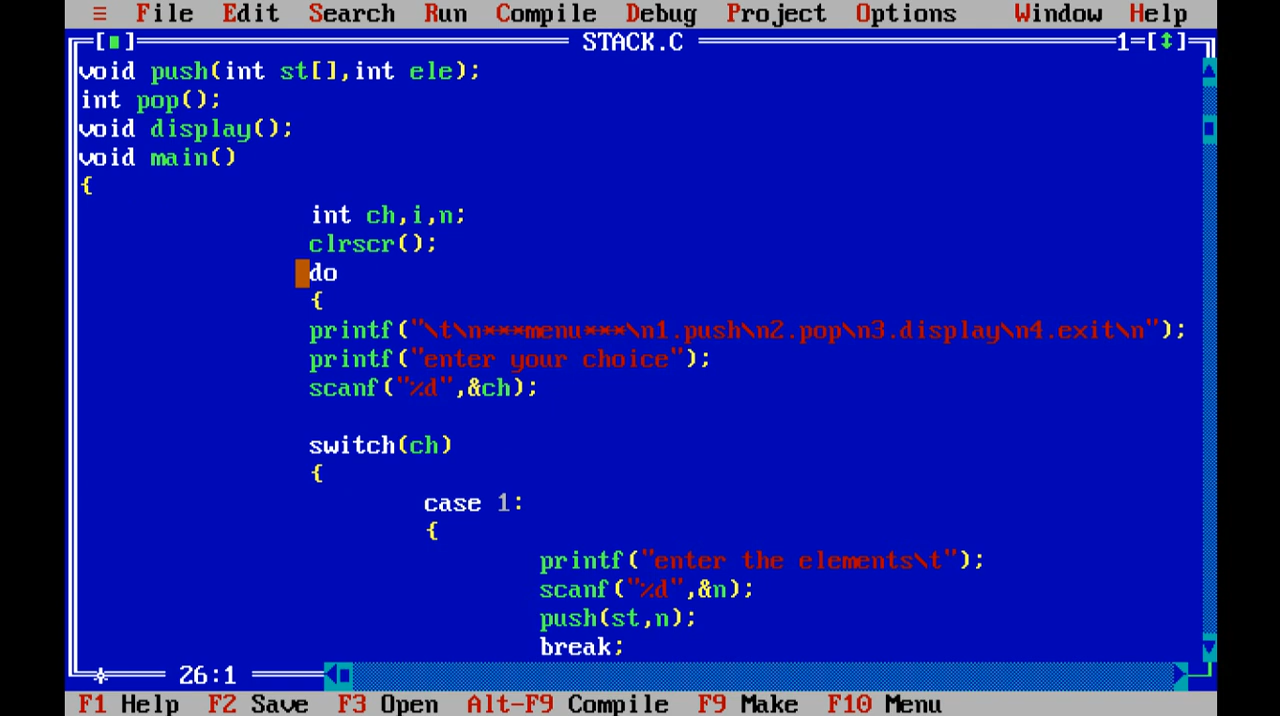 ≡ File Edit Search Run Compile Debug Project Options Window Help
[■] STACK.C 1=[↕]
void push(int st[],int ele);
int pop();
void display();
void main()
{
int ch,i,n;
clrscr();
do
{
printf("\t\n***menu***\n1.push\n2.pop\n3.display\n4.exit\n");
printf("enter your choice");
scanf("%d",&ch);
switch(ch)
{
case 1:
{
printf("enter the elements\t");
scanf("%d",&n);
push(st,n);
break;
26:1
F1 Help F2 Save F3 Open Alt-F9 Compile F9 Make F10 Menu